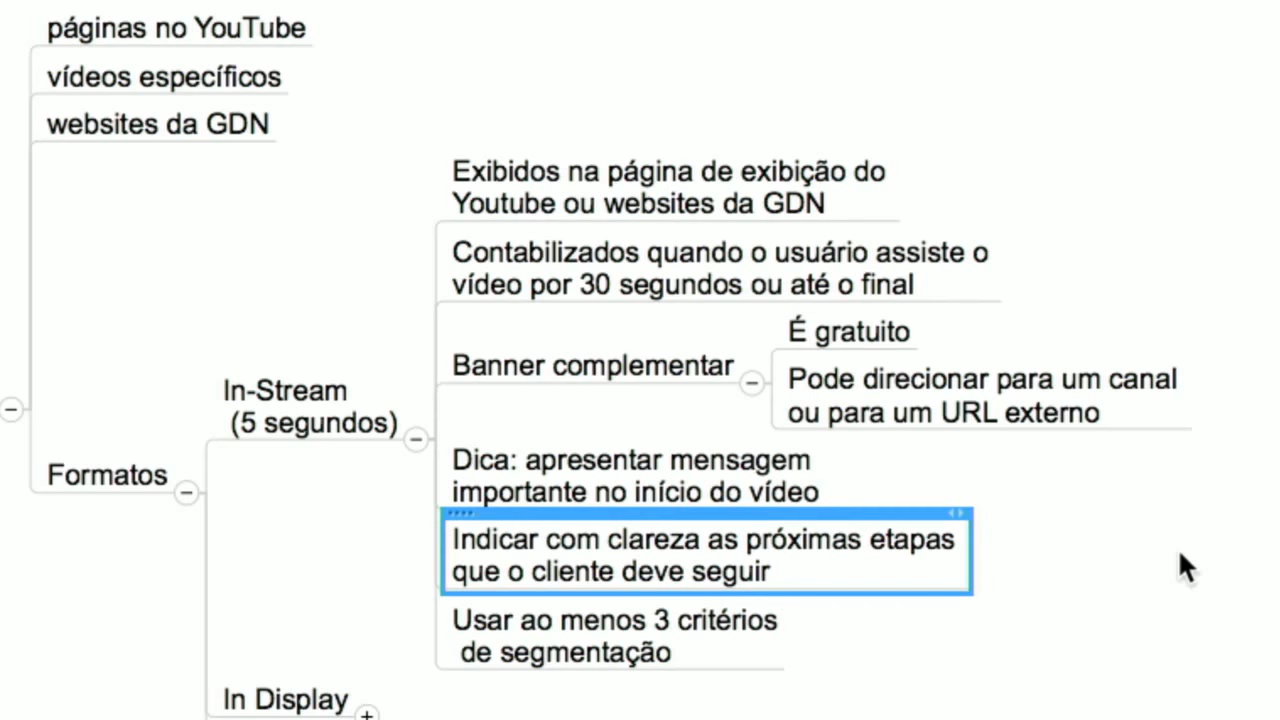 páginas no YouTube
vídeos específicos
websites da GDN
Exibidos na página de exibição do
Youtube ou websites da GDN
Contabilizados quando o usuário assiste o
vídeo por 30 segundos ou até o final
É gratuito
Banner complementar
Pode direcionar para um canal
ou para um URL externo
In-Stream
(5 segundos)
Dica: apresentar mensagem
importante no início do vídeo
Formatos
Indicar com clareza as próximas etapas
que o cliente deve seguir
Usar ao menos 3 critérios
de segmentação
In Display